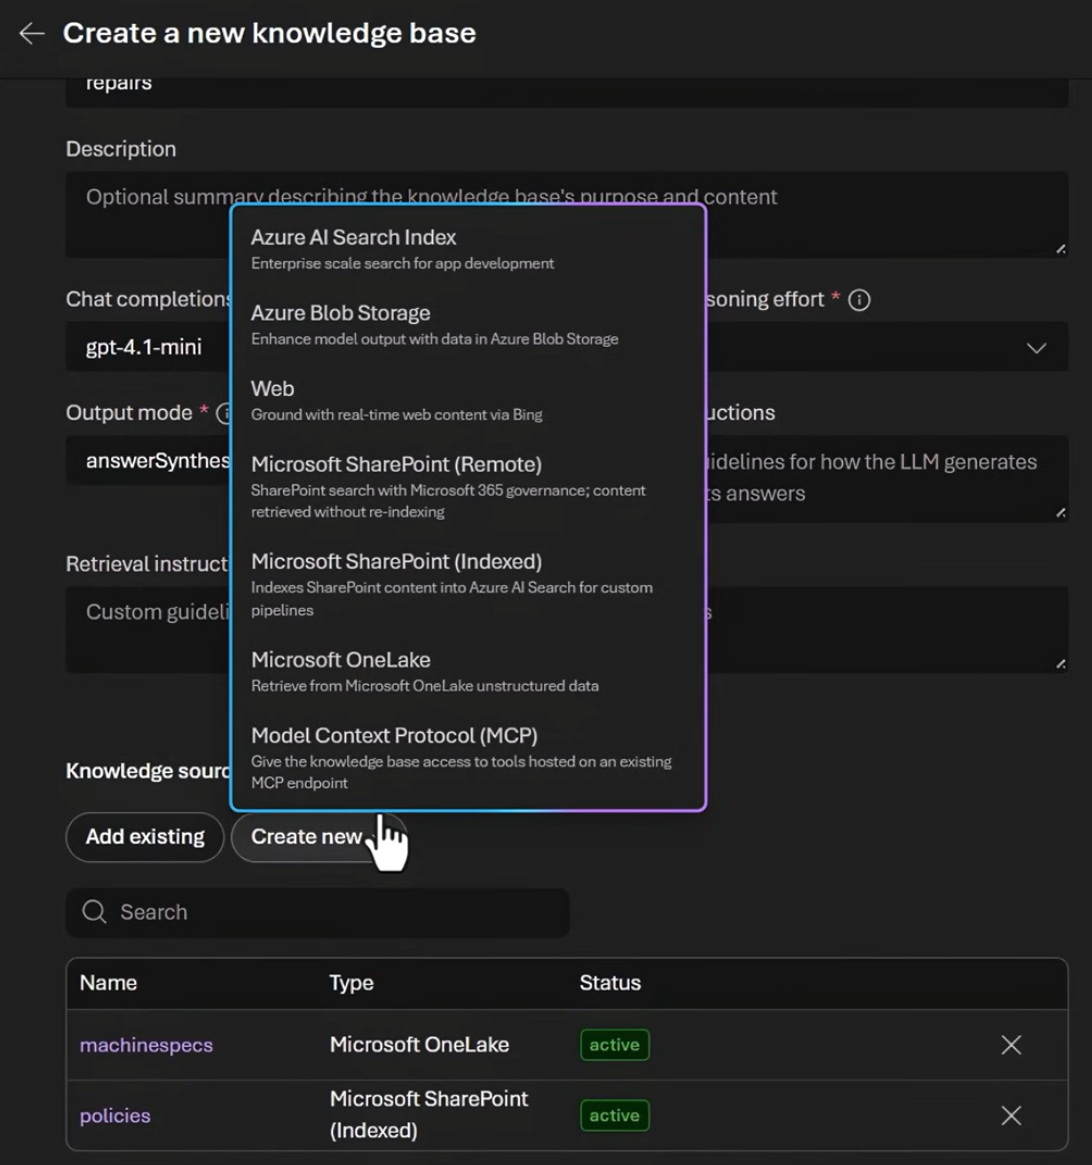 Create a new knowledge base
repairs
Description
Optional summary describing the knowledge base's purpose and content
Azure AI Search Index
Enterprise scale search for app development
Chat completions
soning effort *
Azure Blob Storage
Enhance model output with data in Azure Blob Storage
gpt-4.1-mini
Web
Ground with real-time web content via Bing
Output mode *
uctions
answerSynthes
idelines for how the LLM generates
ts answers
Microsoft SharePoint (Remote)
SharePoint search with Microsoft 365 governance; content
retrieved without re-indexing
Retrieval instruct
Microsoft SharePoint (Indexed)
Indexes SharePoint content into Azure AI Search for custom
pipelines
Custom guideli
s
Microsoft OneLake
Retrieve from Microsoft OneLake unstructured data
Model Context Protocol (MCP)
Give the knowledge base access to tools hosted on an existing
MCP endpoint
Knowledge sourc
Add existing
Create new
Search
Name Type Status
machinespecs Microsoft OneLake active
policies Microsoft SharePoint
(Indexed) active